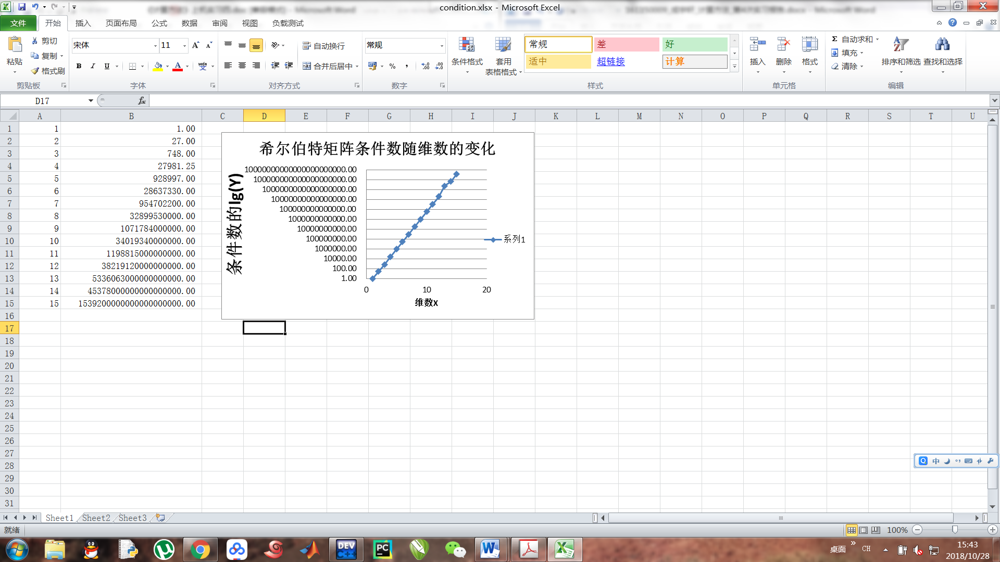 condition.xlsx - Microsoft Excel
文件 开始 插入 页面布局 公式 数据 审阅 视图 负载测试
剪切 复制 格式刷 粘贴 剪贴板
宋体 11 B I U 字体
自动换行 合并后居中 对齐方式
常规 % , 数字
条件格式 套用表格格式
常规 差 好
适中 超链接 计算
样式
插入 删除 格式 单元格
Σ 自动求和 填充 清除 排序和筛选 查找和选择 编辑
D17 fx
A B C D E F G H I J K L M N O P Q R S T U
1 1 1.00
2 2 27.00
3 3 748.00
4 4 27981.25
5 5 928997.00
6 6 28637330.00
7 7 954702200.00
8 8 32899530000.00
9 9 1071784000000.00
10 10 34019340000000.00
11 11 1198815000000000.00
12 12 38219120000000000.00
13 13 5336063000000000000.00
14 14 45378000000000000000.00
15 15 1539200000000000000000.00
16
17
18
19
20
21
22
23
24
25
26
27
28
29
30
31
希尔伯特矩阵条件数随维数的变化
条件数的lg(Y)
10000000000000000000000.00
100000000000000000000.00
1000000000000000000.00
10000000000000000.00
100000000000000.00
1000000000000.00
10000000000.00
100000000.00
1000000.00
10000.00
100.00
1.00
0 10 20
维数X
系列1
中
Sheet1 Sheet2 Sheet3
就绪 100%
DEV C++ PC
桌面 CH
15:43
2018/10/28